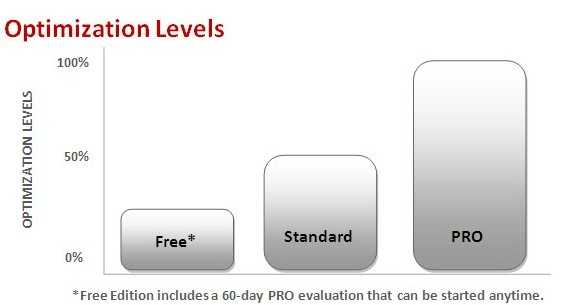 Optimization Levels
100%
50%
0%
OPTIMIZATION LEVELS
Free*
Standard
PRO
*Free Edition includes a 60-day PRO evaluation that can be started anytime.